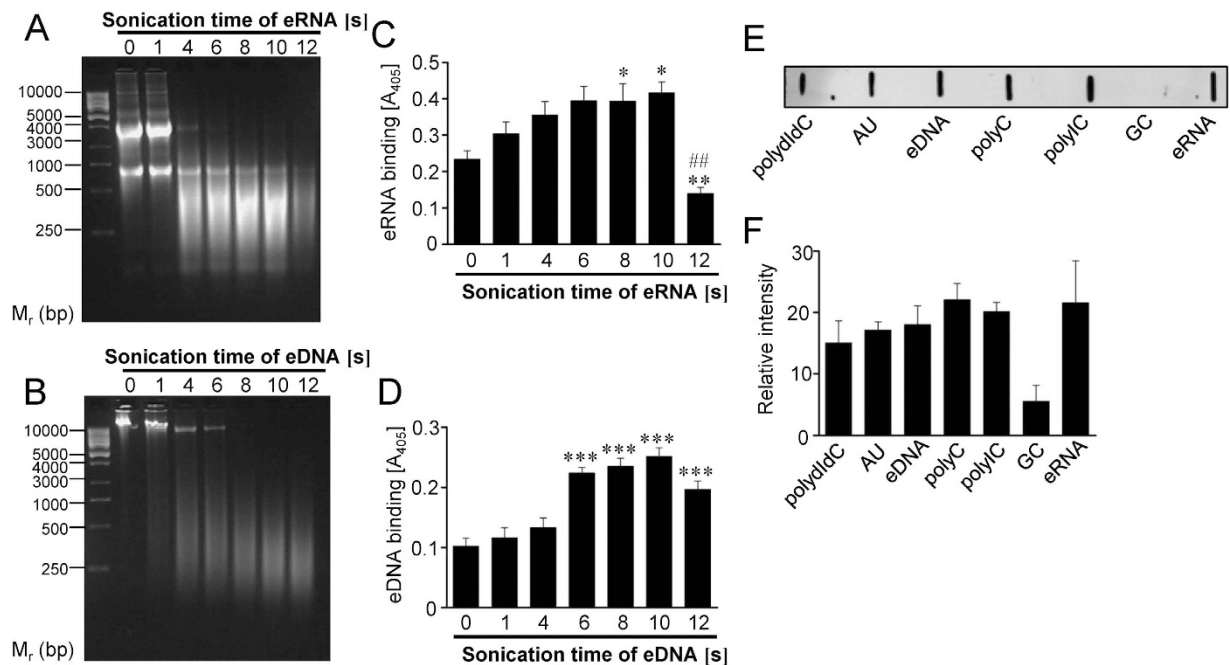 A
Sonication time of eRNA [s]
0 1 4 6 8 10 12
10000
5000
4000
3000
1000
500
250
Mr (bp)
B
Sonication time of eDNA [s]
0 1 4 6 8 10 12
10000
5000
4000
3000
1000
500
250
Mr (bp)
C
eRNA binding [A405]
0.5
0.4
0.3
0.2
0.1
0
* * ## **
0 1 4 6 8 10 12
Sonication time of eRNA [s]
D
eDNA binding [A405]
0.3
0.2
0.1
0
*** *** *** ***
0 1 4 6 8 10 12
Sonication time of eDNA [s]
E
polydIdC AU eDNA polyC polyIC GC eRNA
F
Relative intensity
30
20
10
0
polydIdC AU eDNA polyC polyIC GC eRNA